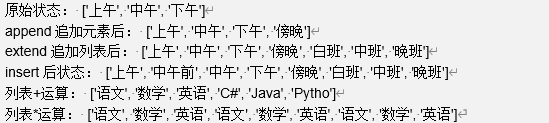 原始状态: ['上午', '中午', '下午']
append 追加元素后: ['上午', '中午', '下午', '傍晚']
extend 追加列表后: ['上午', '中午', '下午', '傍晚', '白班', '中班', '晚班']
insert 后状态: ['上午', '中午前', '中午', '下午', '傍晚', '白班', '中班', '晚班']
列表+运算: ['语文', '数学', '英语', 'C#', 'Java', 'Pytho']
列表*运算: ['语文', '数学', '英语', '语文', '数学', '英语', '语文', '数学', '英语']